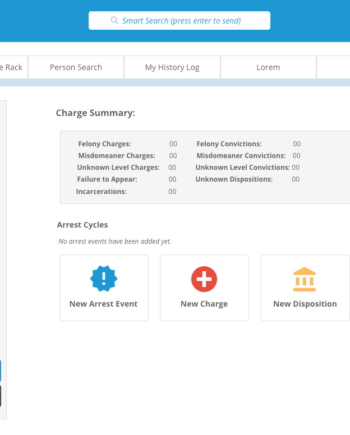 Smart Search (press enter to send)
e Rack Person Search My History Log Lorem
Charge Summary:
Felony Charges: 00 Felony Convictions: 00
Misdomeaner Charges: 00 Misdomeaner Convictions: 00
Unknown Level Charges: 00 Unknown Level Convictions: 00
Failure to Appear: 00 Unknown Dispositions: 00
Incarcerations: 00
Arrest Cycles
No arrest events have been added yet.
New Arrest Event New Charge New Disposition